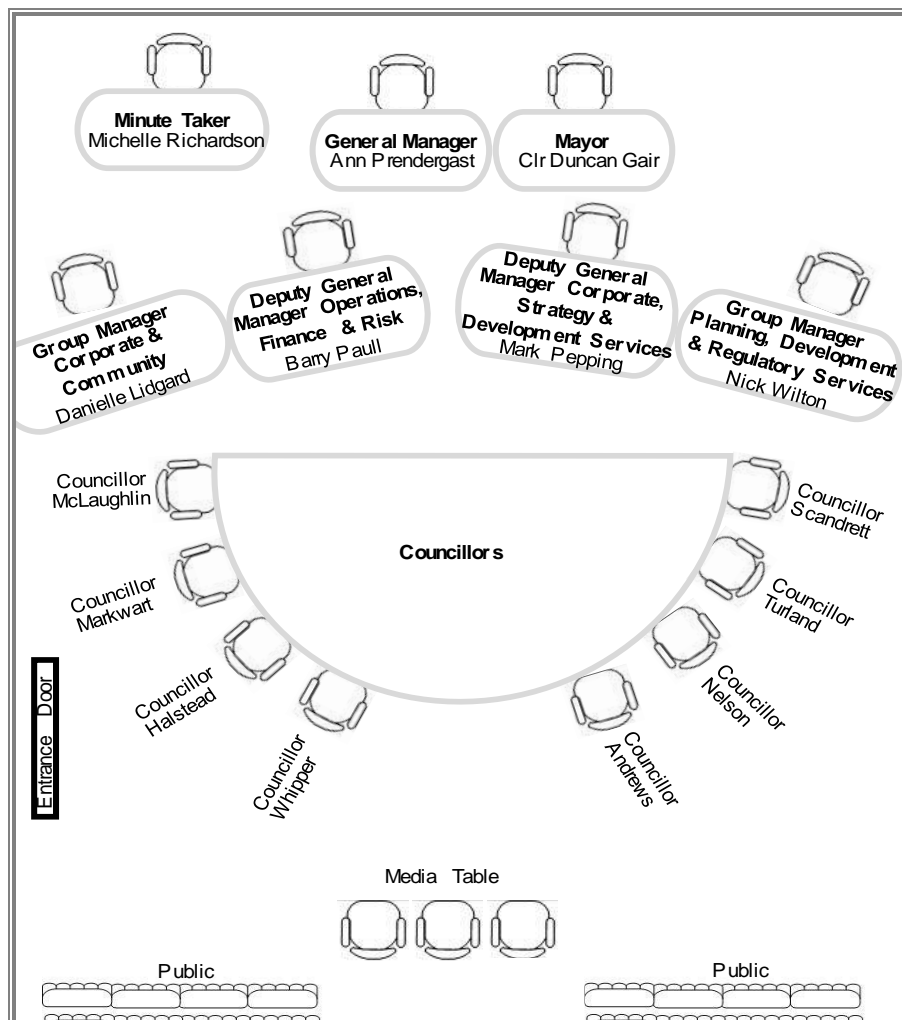 Minute Taker
Michelle Richardson
General Manager
Ann Prendergast
Mayor
Clr Duncan Gair
Group Manager
Corporate &
Community
Danielle Lidgard
Deputy General
Manager Operations,
Finance & Risk
Barry Paull
Deputy General
Manager Corporate,
Strategy &
Development Services
Mark Pepping
Group Manager
Planning, Development
& Regulatory Services
Nick Wilton
Councillor
McLaughlin
Councillor
Scandrett
Councillors
Councillor
Markwart
Councillor
Turland
Councillor
Halstead
Councillor
Nelson
Councillor
Whipper
Councillor
Andrews
Entrance Door
Media Table
Public
Public